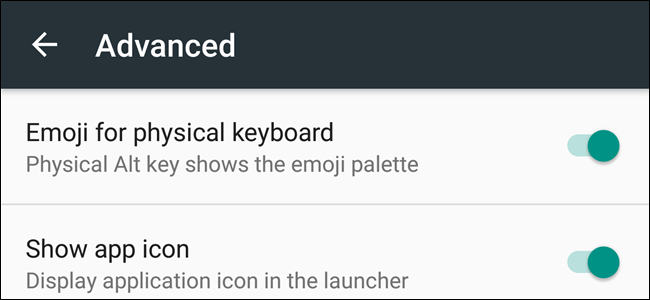 Advanced
Emoji for physical keyboard
Physical Alt key shows the emoji palette
Show app icon
Display application icon in the launcher